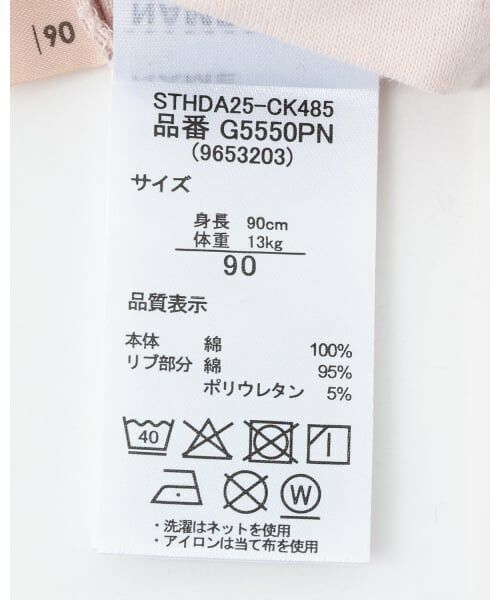 90
STHDA25-CK485
品番 G5550PN
(9653203)
サイズ
身長 90cm
体重 13kg
90
品質表示
本体 綿 100%
リブ部分 綿 95%
ポリウレタン 5%
40
W
・洗濯はネットを使用
・アイロンは当て布を使用